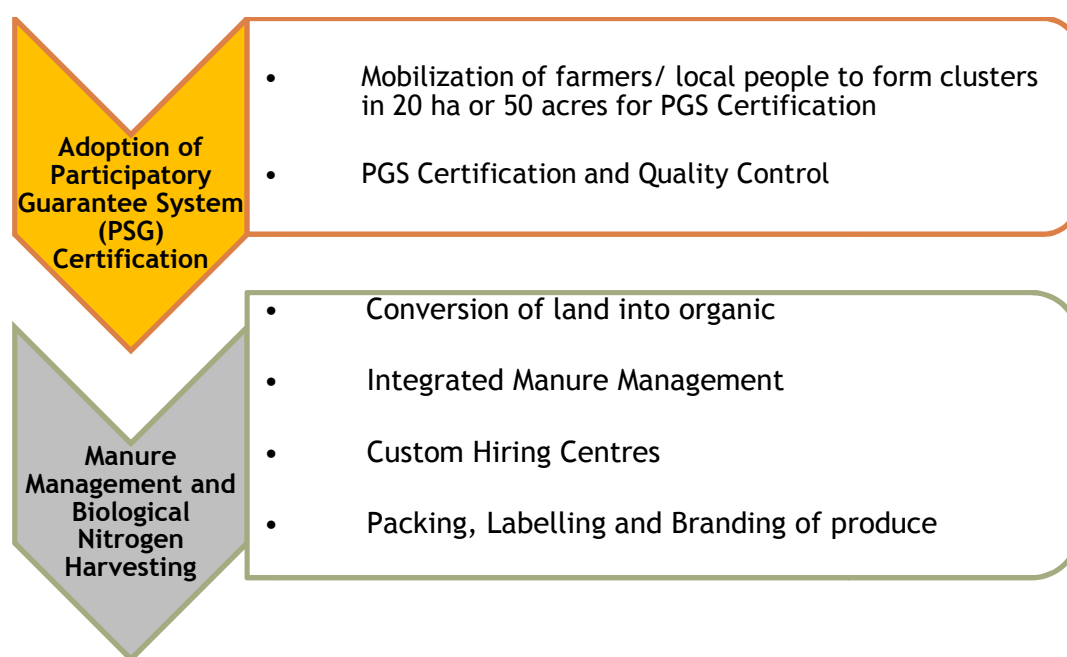 Adoption of
Participatory
Guarantee System
(PSG)
Certification
• Mobilization of farmers/ local people to form clusters
in 20 ha or 50 acres for PGS Certification
• PGS Certification and Quality Control
Manure
Management and
Biological
Nitrogen
Harvesting
• Conversion of land into organic
• Integrated Manure Management
• Custom Hiring Centres
• Packing, Labelling and Branding of produce